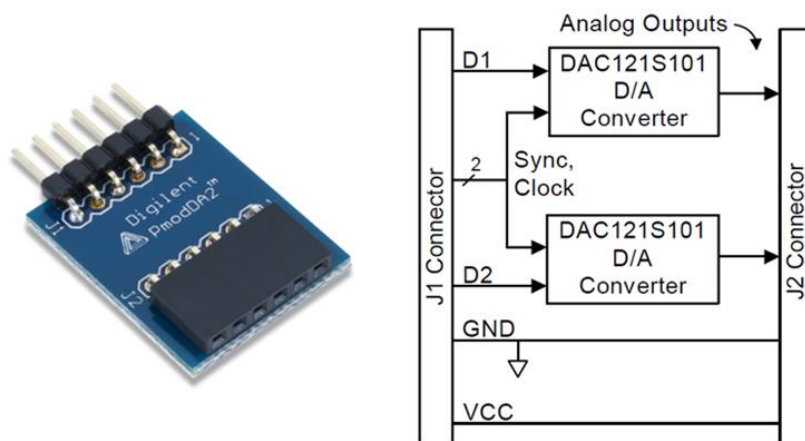 J1
1
Digilent
PmodDA2™
J2
Analog Outputs
D1
DAC121S101
D/A
Converter
2
Sync,
Clock
DAC121S101
D/A
Converter
D2
GND
VCC
J1 Connector
J2 Connector